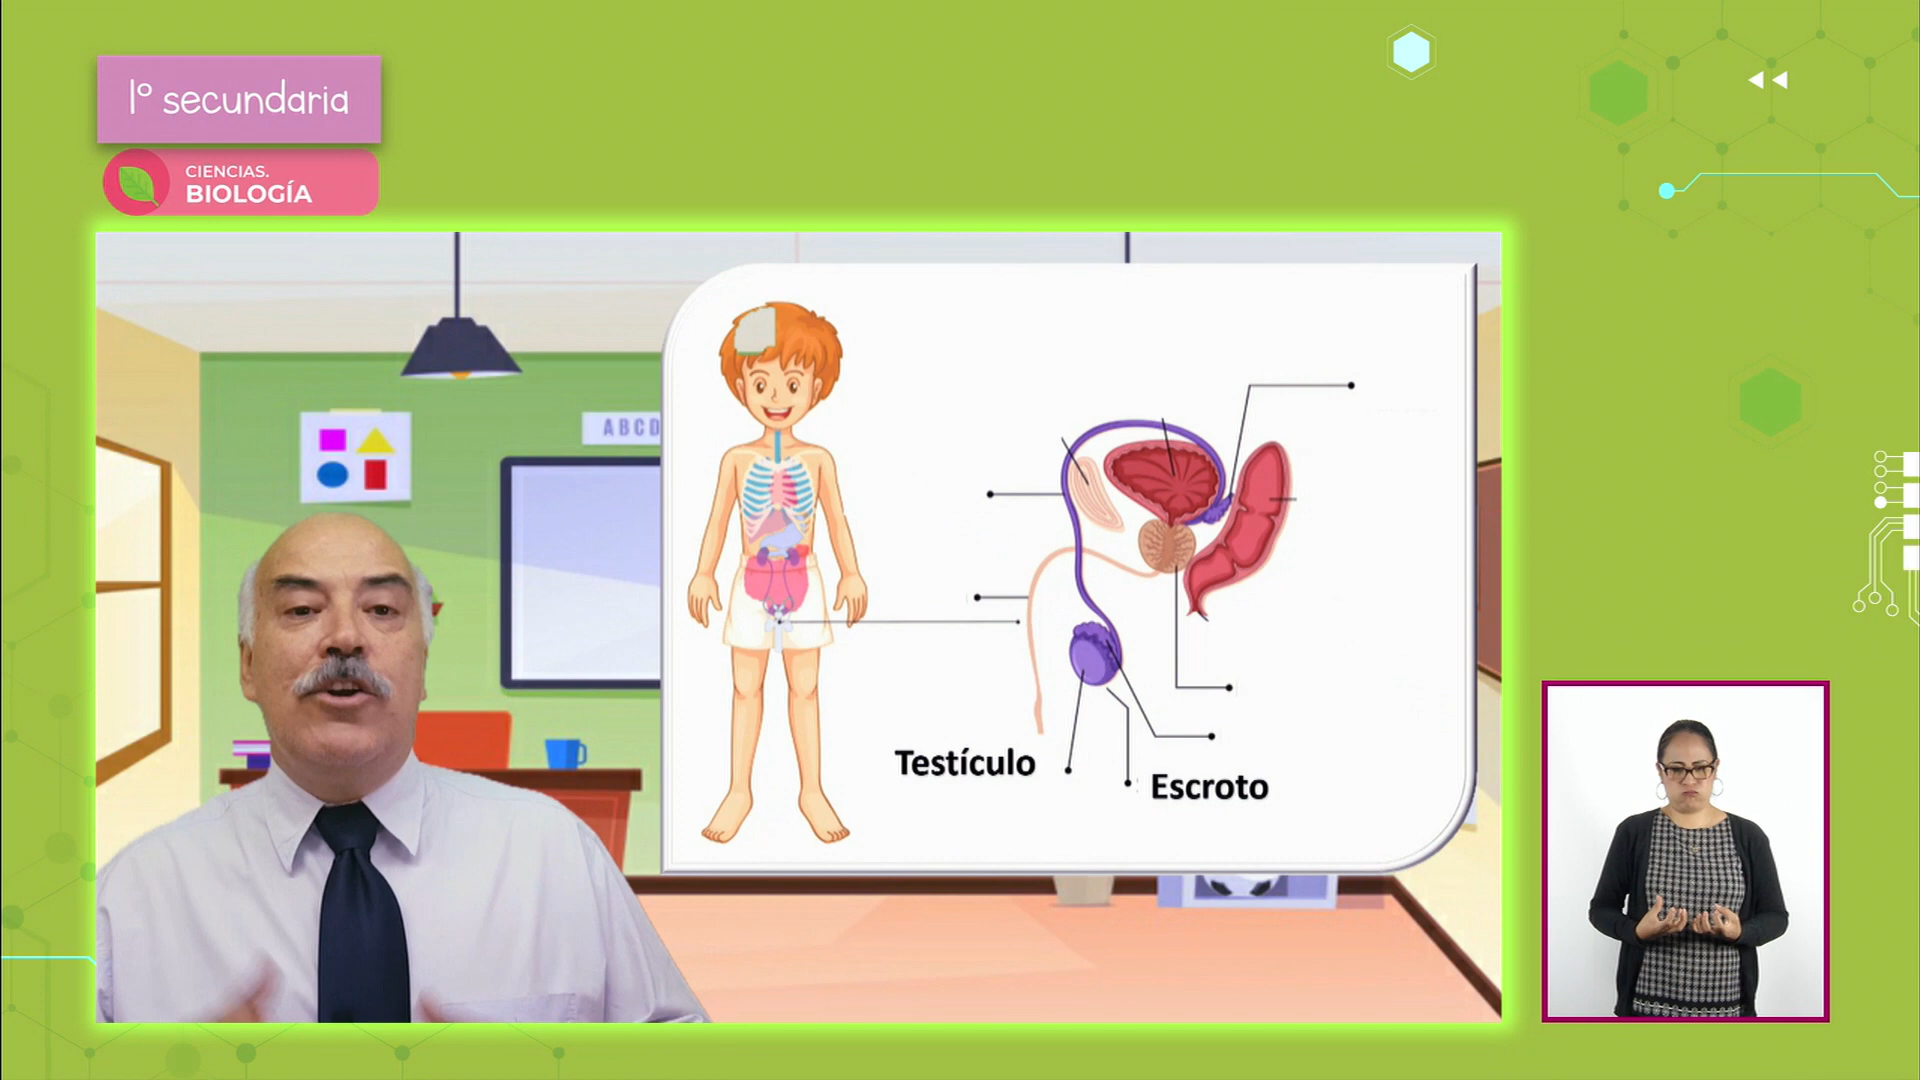 1° secundaria
CIENCIAS.
BIOLOGÍA
ABCD
Testículo
Escroto